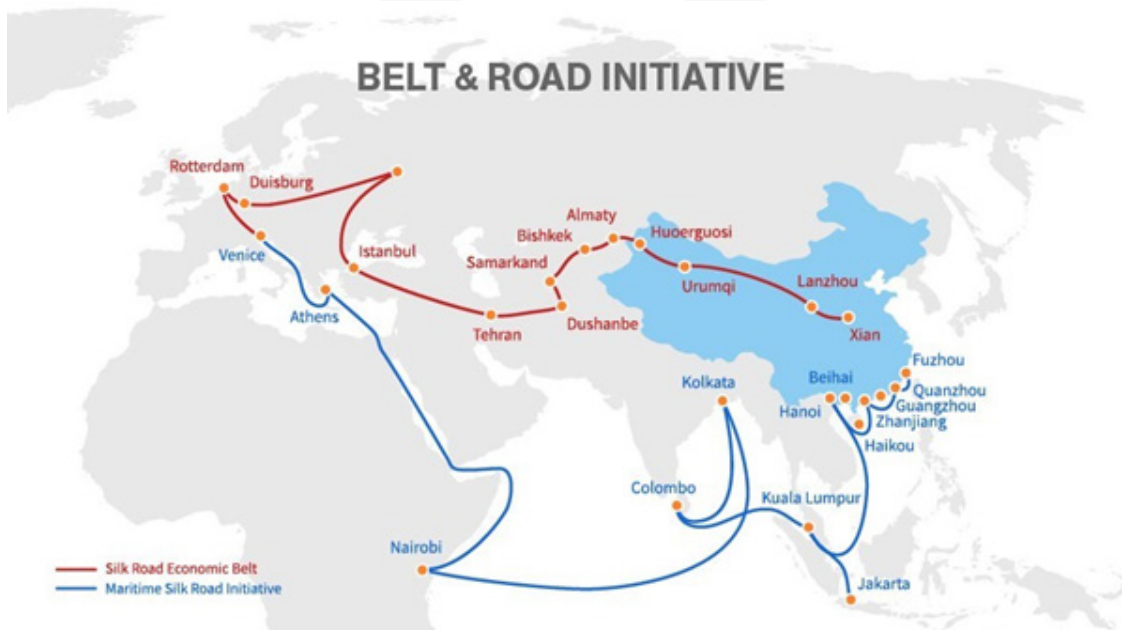 BELT & ROAD INITIATIVE
Rotterdam
Duisburg
Venice
Istanbul
Athens
Tehran
Samarkand
Dushanbe
Bishkek
Almaty
Huoerguosi
Urumqi
Lanzhou
Xian
Fuzhou
Quanzhou
Guangzhou
Zhanjiang
Haikou
Beihai
Hanoi
Kolkata
Colombo
Kuala Lumpur
Jakarta
Nairobi
Silk Road Economic Belt
Maritime Silk Road Initiative